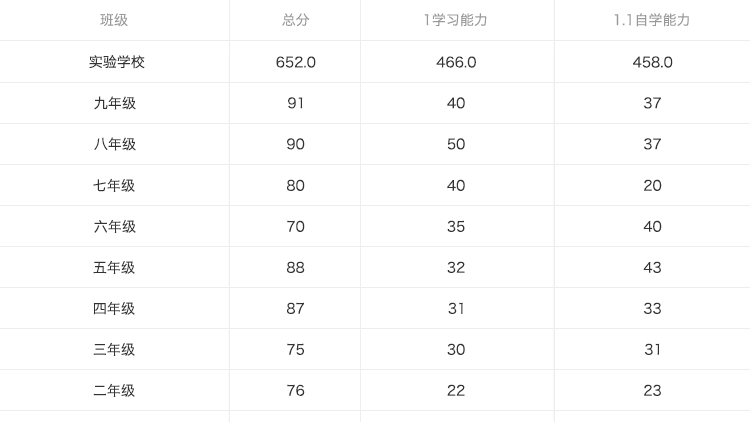 班级 总分 1学习能力 1.1自学能力
实验学校 652.0 466.0 458.0
九年级 91 40 37
八年级 90 50 37
七年级 80 40 20
六年级 70 35 40
五年级 88 32 43
四年级 87 31 33
三年级 75 30 31
二年级 76 22 23